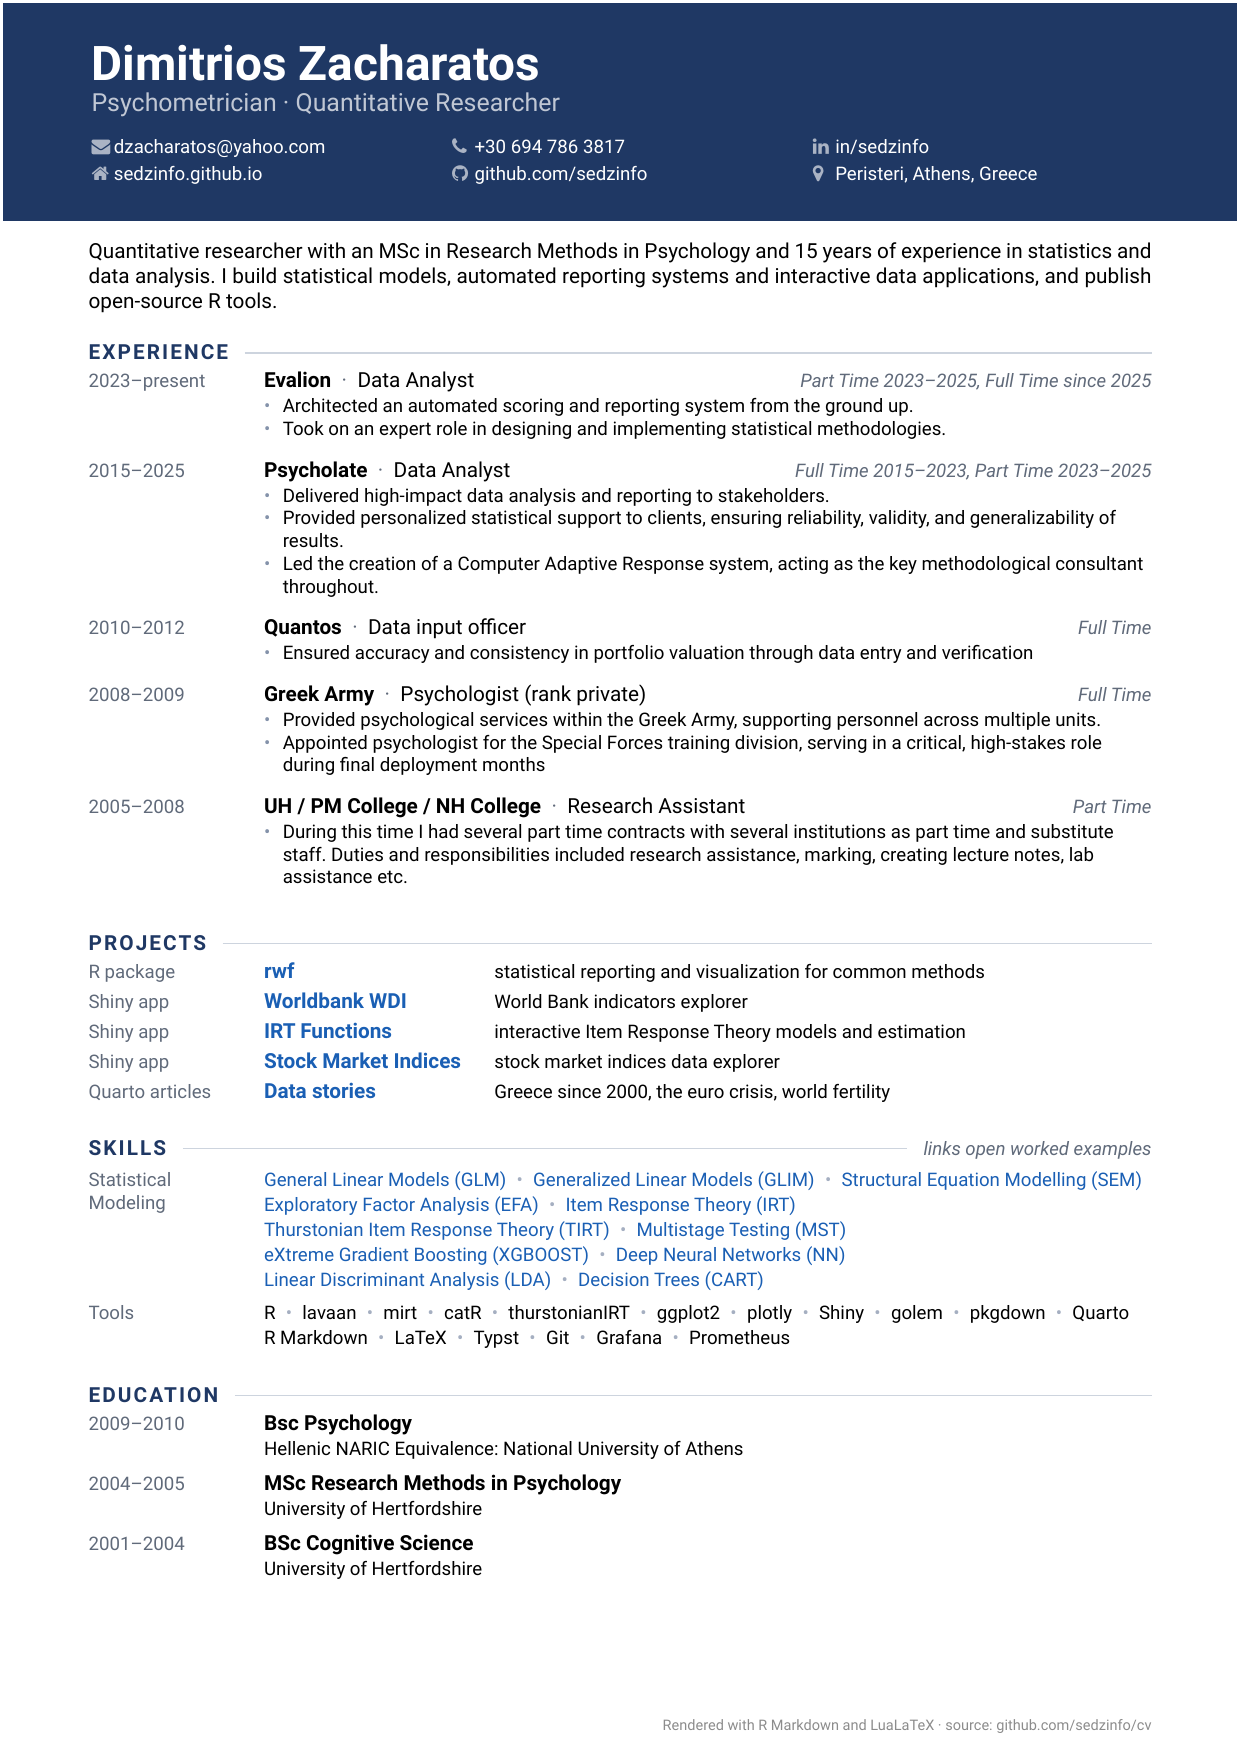 Dimitrios Zacharatos
Psychometrician · Quantitative Researcher
dzacharatos@yahoo.com +30 694 786 3817 in/sedzinfo
sedzinfo.github.io github.com/sedzinfo Peristeri, Athens, Greece
Quantitative researcher with an MSc in Research Methods in Psychology and 15 years of experience in statistics and
data analysis. I build statistical models, automated reporting systems and interactive data applications, and publish
open-source R tools.
EXPERIENCE
2023–present Evalion · Data Analyst Part Time 2023–2025, Full Time since 2025
• Architected an automated scoring and reporting system from the ground up.
• Took on an expert role in designing and implementing statistical methodologies.
2015–2025 Psycholate · Data Analyst Full Time 2015–2023, Part Time 2023–2025
• Delivered high-impact data analysis and reporting to stakeholders.
• Provided personalized statistical support to clients, ensuring reliability, validity, and generalizability of
results.
• Led the creation of a Computer Adaptive Response system, acting as the key methodological consultant
throughout.
2010–2012 Quantos · Data input officer Full Time
• Ensured accuracy and consistency in portfolio valuation through data entry and verification
2008–2009 Greek Army · Psychologist (rank private) Full Time
• Provided psychological services within the Greek Army, supporting personnel across multiple units.
• Appointed psychologist for the Special Forces training division, serving in a critical, high-stakes role
during final deployment months
2005–2008 UH / PM College / NH College · Research Assistant Part Time
• During this time I had several part time contracts with several institutions as part time and substitute
staff. Duties and responsibilities included research assistance, marking, creating lecture notes, lab
assistance etc.
PROJECTS
R package rwf statistical reporting and visualization for common methods
Shiny app Worldbank WDI World Bank indicators explorer
Shiny app IRT Functions interactive Item Response Theory models and estimation
Shiny app Stock Market Indices stock market indices data explorer
Quarto articles Data stories Greece since 2000, the euro crisis, world fertility
SKILLS links open worked examples
Statistical General Linear Models (GLM) • Generalized Linear Models (GLIM) • Structural Equation Modelling (SEM)
Modeling Exploratory Factor Analysis (EFA) • Item Response Theory (IRT)
Thurstonian Item Response Theory (TIRT) • Multistage Testing (MST)
eXtreme Gradient Boosting (XGBOOST) • Deep Neural Networks (NN)
Linear Discriminant Analysis (LDA) • Decision Trees (CART)
Tools R • lavaan • mirt • catR • thurstonianIRT • ggplot2 • plotly • Shiny • golem • pkgdown • Quarto
R Markdown • LaTeX • Typst • Git • Grafana • Prometheus
EDUCATION
2009–2010 Bsc Psychology
Hellenic NARIC Equivalence: National University of Athens
2004–2005 MSc Research Methods in Psychology
University of Hertfordshire
2001–2004 BSc Cognitive Science
University of Hertfordshire
Rendered with R Markdown and LuaLaTeX · source: github.com/sedzinfo/cv